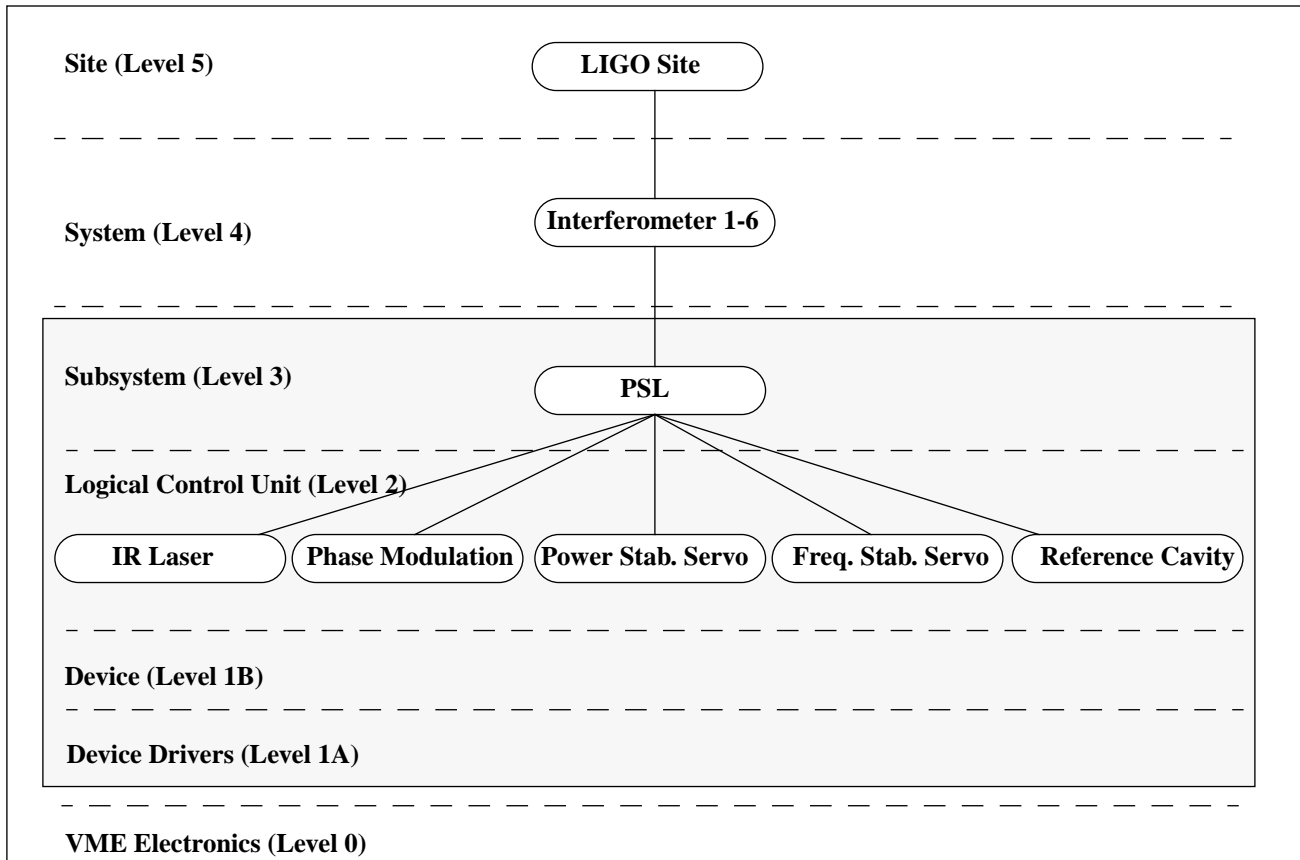 Site (Level 5)
LIGO Site
System (Level 4)
Interferometer 1-6
Subsystem (Level 3)
PSL
Logical Control Unit (Level 2)
IR Laser
Phase Modulation
Power Stab. Servo
Freq. Stab. Servo
Reference Cavity
Device (Level 1B)
Device Drivers (Level 1A)
VME Electronics (Level 0)